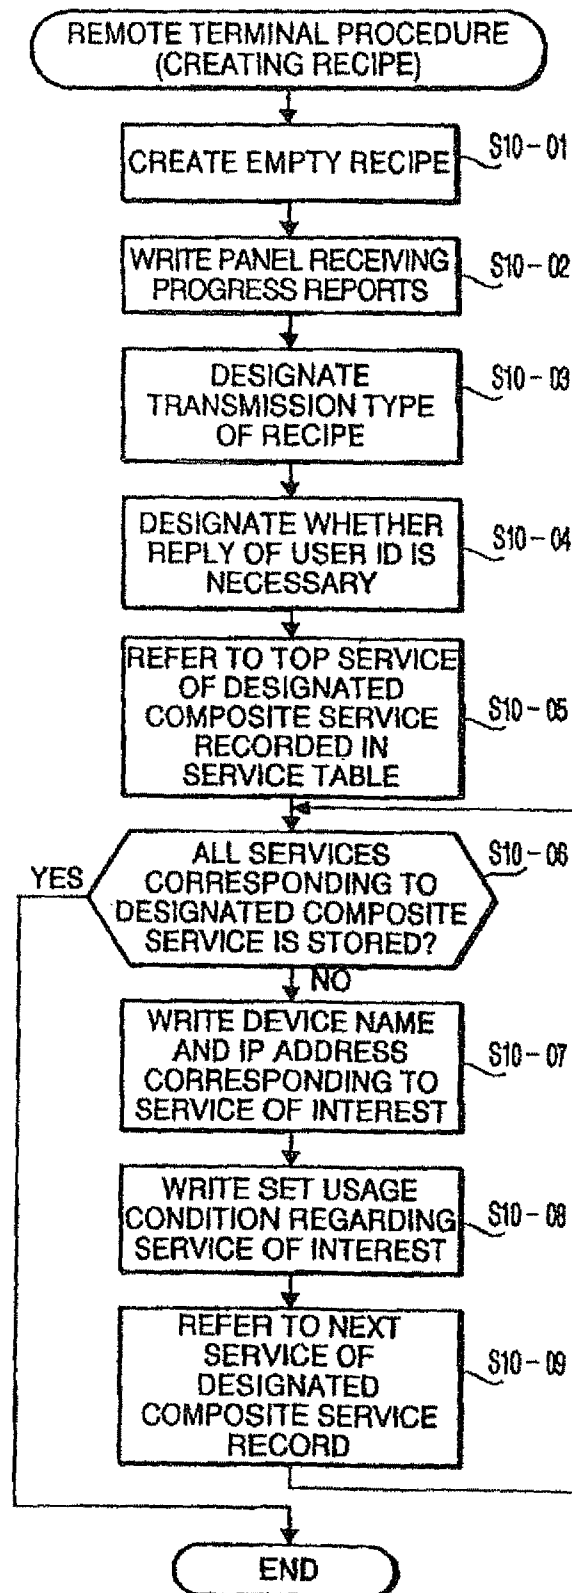 REMOTE TERMINAL PROCEDURE
(CREATING RECIPE)
CREATE EMPTY RECIPE
S10-01
WRITE PANEL RECEIVING
PROGRESS REPORTS
S10-02
DESIGNATE
TRANSMISSION TYPE
OF RECIPE
S10-03
DESIGNATE WHETHER
REPLY OF USER ID IS
NECESSARY
S10-04
REFER TO TOP SERVICE
OF DESIGNATED
COMPOSITE SERVICE
RECORDED IN
SERVICE TABLE
S10-05
YES
ALL SERVICES
CORRESPONDING TO
DESIGNATED COMPOSITE
SERVICE IS STORED?
S10-06
NO
WRITE DEVICE NAME
AND IP ADDRESS
CORRESPONDING TO
SERVICE OF INTEREST
S10-07
WRITE SET USAGE
CONDITION REGARDING
SERVICE OF INTEREST
S10-08
REFER TO NEXT
SERVICE OF
DESIGNATED
COMPOSITE SERVICE
RECORD
S10-09
END